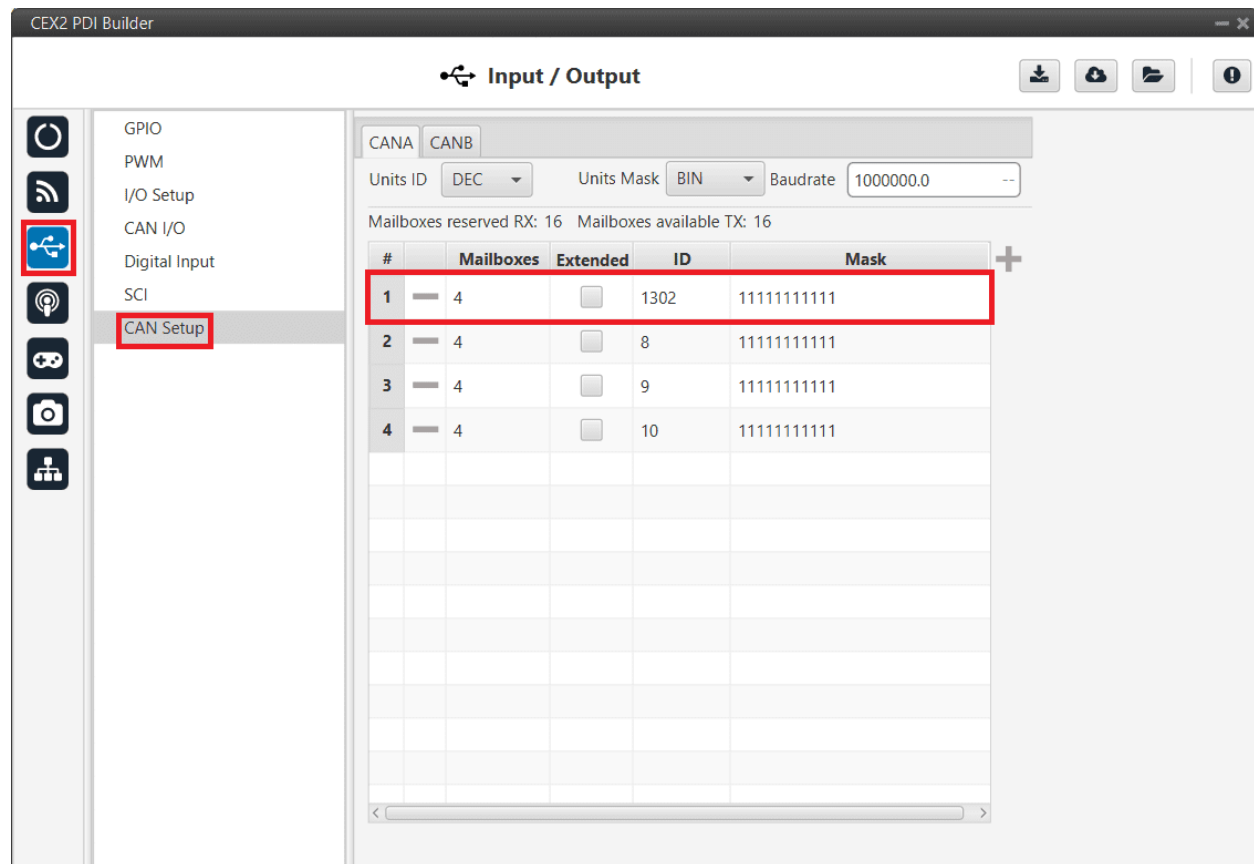 CEX2 PDI Builder
Input / Output
GPIO
PWM
I/O Setup
CAN I/O
Digital Input
SCI
CAN Setup
CANA CANB
Units ID DEC Units Mask BIN Baudrate 1000000.0 --
Mailboxes reserved RX: 16 Mailboxes available TX: 16
# Mailboxes Extended ID Mask
1 4 1302 11111111111
2 4 8 11111111111
3 4 9 11111111111
4 4 10 11111111111